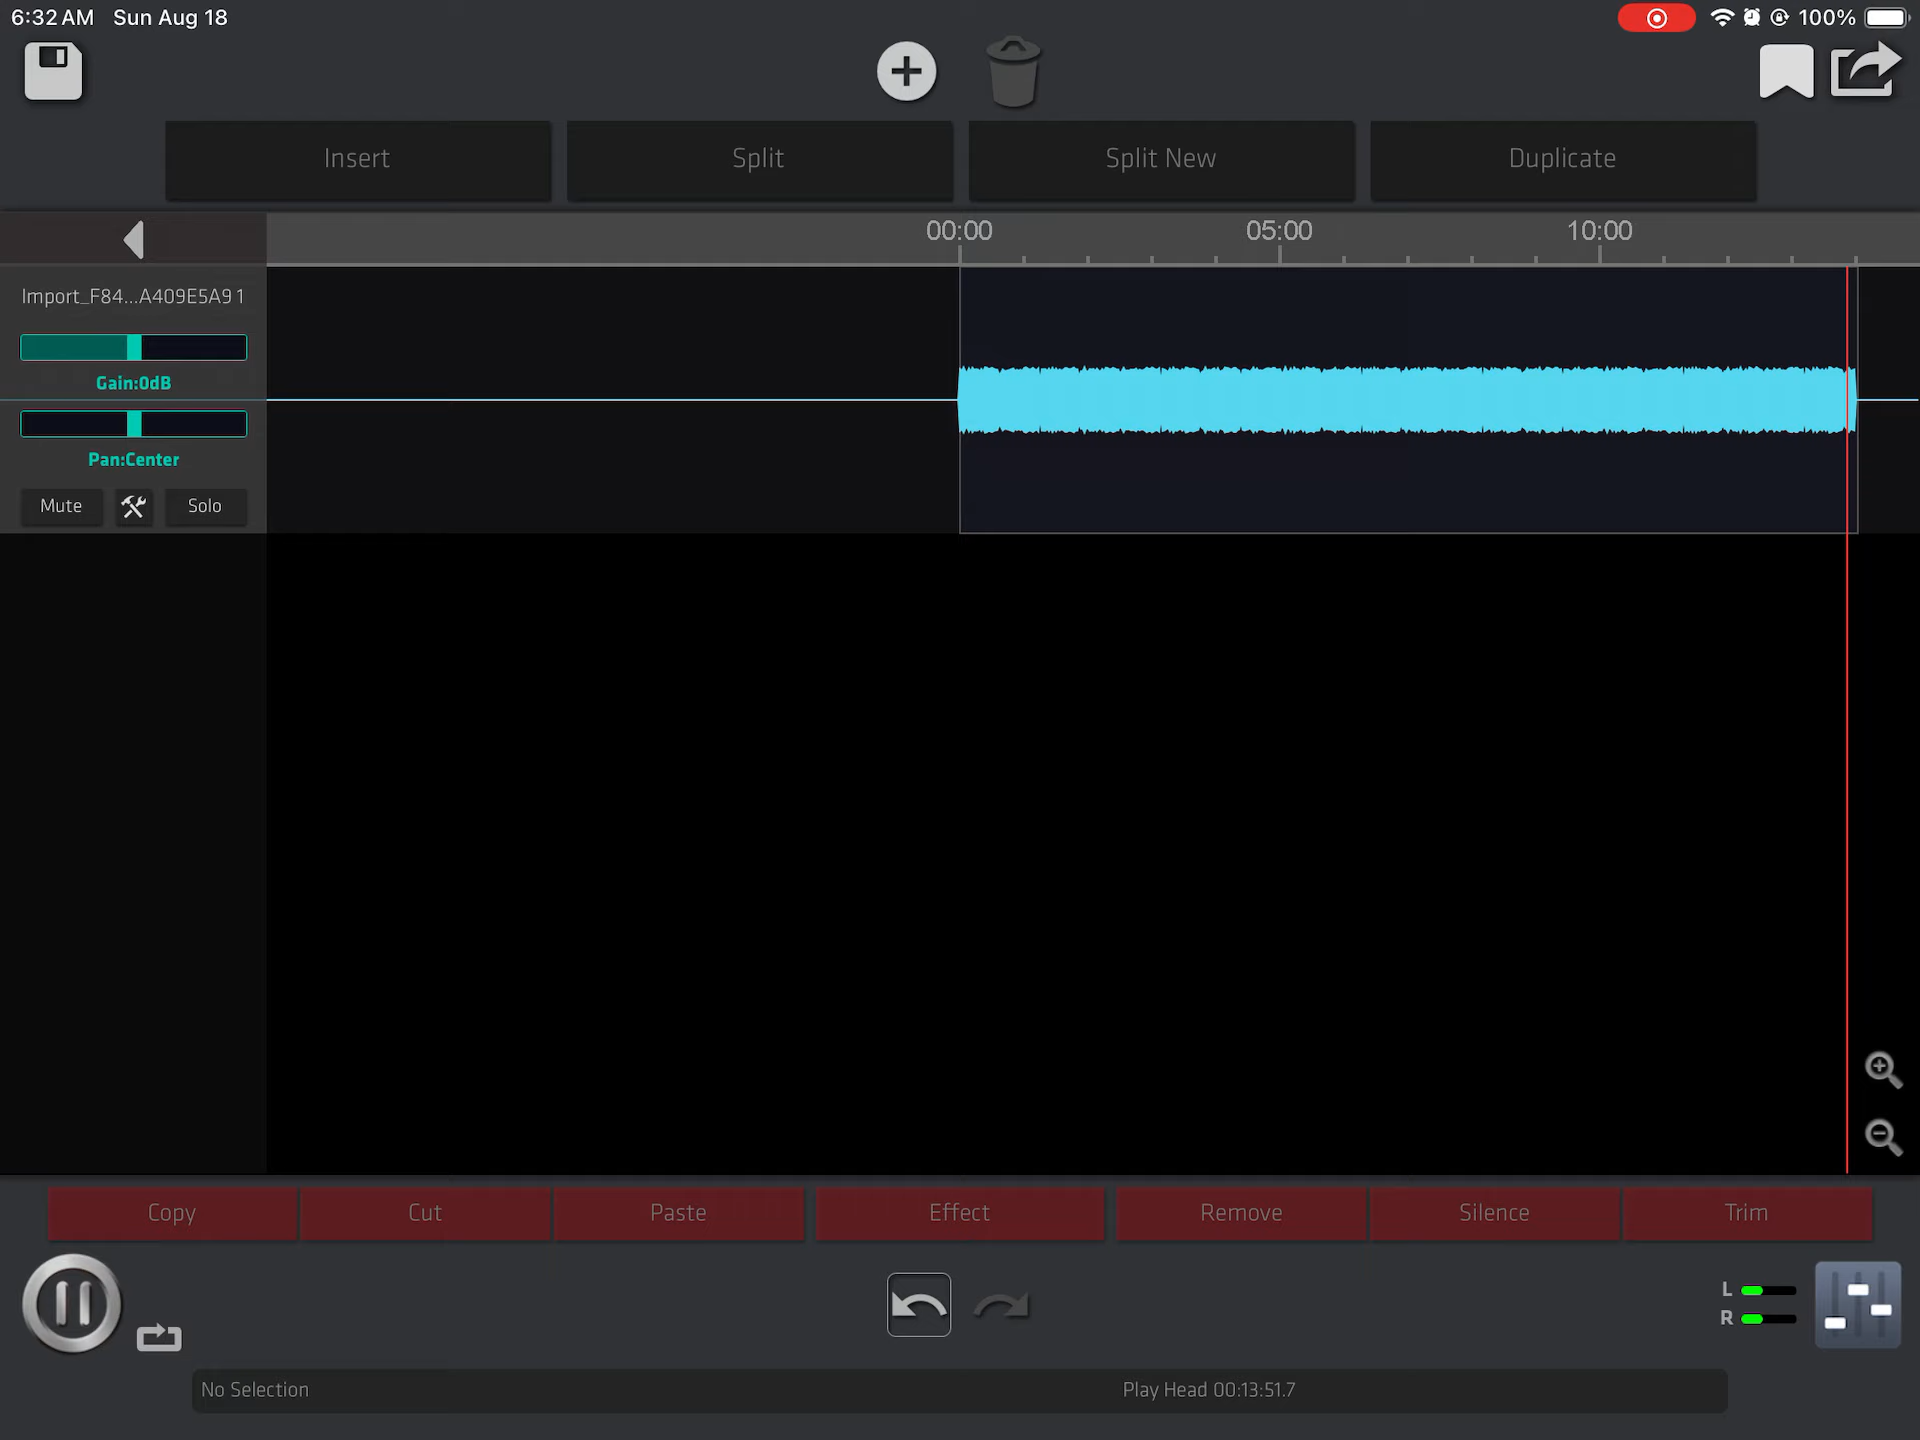 6:32 AM Sun Aug 18
100%
Insert Split Split New Duplicate
00:00 05:00 10:00
Import_F84...A409E5A9 1
Gain:0dB
Pan:Center
Mute Solo
Copy Cut Paste Effect Remove Silence Trim
L
R
No Selection Play Head 00:13:51.7